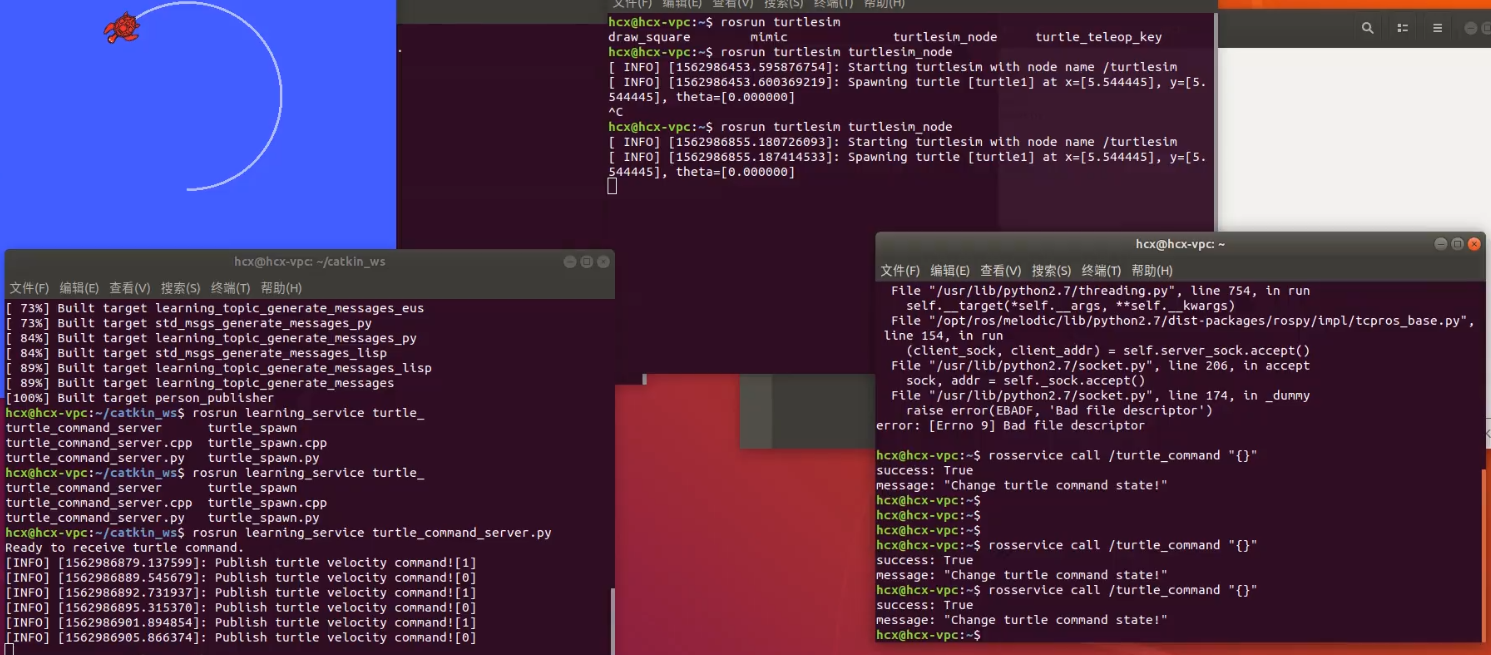 文件(F) 编辑(E) 查看(V) 搜索(S) 终端(T) 帮助(H)
hcx@hcx-vpc:~$ rosrun turtlesim
draw_square mimic turtlesim_node turtle_teleop_key
hcx@hcx-vpc:~$ rosrun turtlesim turtlesim_node
[ INFO] [1562986453.595876754]: Starting turtlesim with node name /turtlesim
[ INFO] [1562986453.600369219]: Spawning turtle [turtle1] at x=[5.
544445], y=[5.544445], theta=[0.000000]
^C
hcx@hcx-vpc:~$ rosrun turtlesim turtlesim_node
[ INFO] [1562986855.180726093]: Starting turtlesim with node name /turtlesim
[ INFO] [1562986855.187414533]: Spawning turtle [turtle1] at x=[5.544445], y=[5.
544445], theta=[0.000000]
hcx@hcx-vpc: ~/catkin_ws
文件(F) 编辑(E) 查看(V) 搜索(S) 终端(T) 帮助(H)
[ 73%] Built target learning_topic_generate_messages_eus
[ 73%] Built target std_msgs_generate_messages_py
[ 84%] Built target learning_topic_generate_messages_py
[ 84%] Built target std_msgs_generate_messages_lisp
[ 89%] Built target learning_topic_generate_messages_lisp
[ 89%] Built target learning_topic_generate_messages
[100%] Built target person_publisher
hcx@hcx-vpc:~/catkin_ws$ rosrun learning_service turtle_
turtle_command_server turtle_spawn
turtle_command_server.cpp turtle_spawn.cpp
turtle_command_server.py turtle_spawn.py
hcx@hcx-vpc:~/catkin_ws$ rosrun learning_service turtle_
turtle_command_server turtle_spawn
turtle_command_server.cpp turtle_spawn.cpp
turtle_command_server.py turtle_spawn.py
hcx@hcx-vpc:~/catkin_ws$ rosrun learning_service turtle_command_server.py
Ready to receive turtle command.
[INFO] [1562986879.137599]: Publish turtle velocity command![1]
[INFO] [1562986889.545679]: Publish turtle velocity command![0]
[INFO] [1562986892.731937]: Publish turtle velocity command![1]
[INFO] [1562986895.315370]: Publish turtle velocity command![0]
[INFO] [1562986901.894854]: Publish turtle velocity command![1]
[INFO] [1562986905.866374]: Publish turtle velocity command![0]
hcx@hcx-vpc: ~
文件(F) 编辑(E) 查看(V) 搜索(S) 终端(T) 帮助(H)
File "/usr/lib/python2.7/threading.py", line 754, in run
self.__target(*self.__args, **self.__kwargs)
File "/opt/ros/melodic/lib/python2.7/dist-packages/rospy/impl/tcpros_base.py",
line 154, in run
(client_sock, client_addr) = self.server_sock.accept()
File "/usr/lib/python2.7/socket.py", line 206, in accept
sock, addr = self._sock.accept()
File "/usr/lib/python2.7/socket.py", line 174, in _dummy
raise error(EBADF, 'Bad file descriptor')
error: [Errno 9] Bad file descriptor
hcx@hcx-vpc:~$ rosservice call /turtle_command "{}"
success: True
message: "Change turtle command state!"
hcx@hcx-vpc:~$
hcx@hcx-vpc:~$
hcx@hcx-vpc:~$
hcx@hcx-vpc:~$ rosservice call /turtle_command "{}"
success: True
message: "Change turtle command state!"
hcx@hcx-vpc:~$ rosservice call /turtle_command "{}"
success: True
message: "Change turtle command state!"
hcx@hcx-vpc:~$